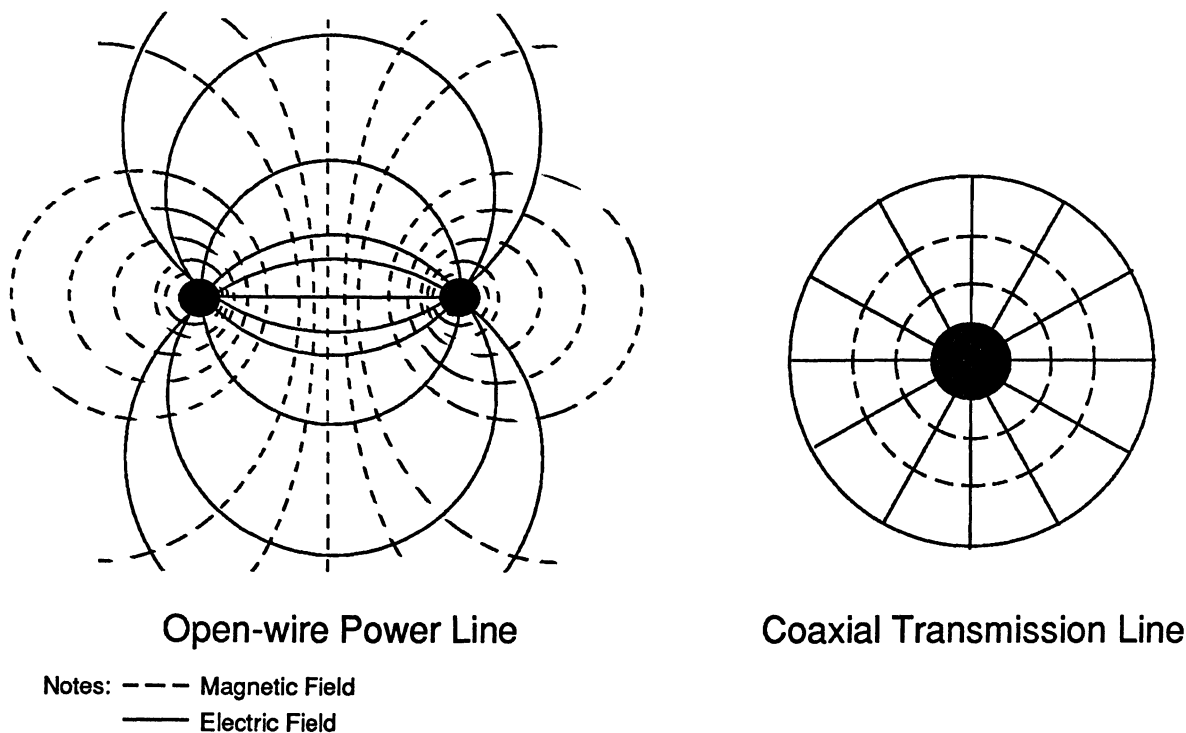 Open-wire Power Line
Coaxial Transmission Line
Notes: --- Magnetic Field
Electric Field